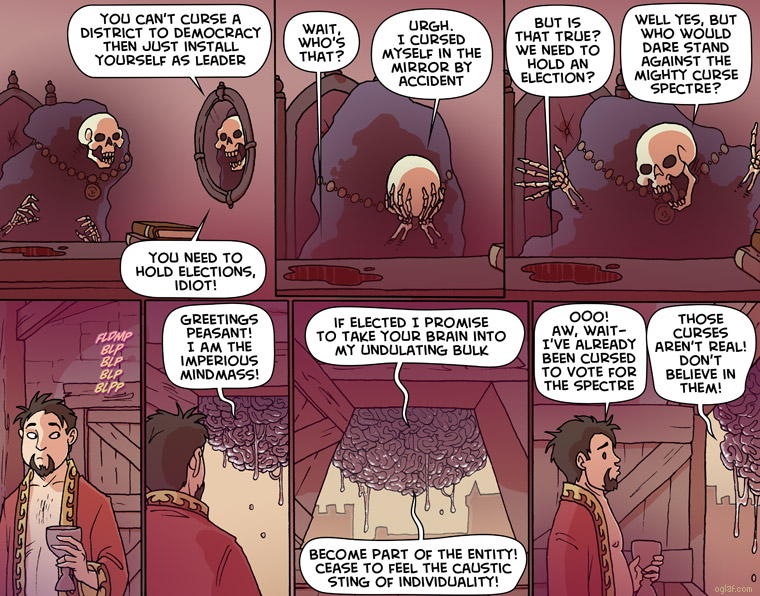 YOU CAN'T CURSE A
DISTRICT TO DEMOCRACY
THEN JUST INSTALL
YOURSELF AS LEADER
YOU NEED TO
HOLD ELECTIONS,
IDIOT!
WAIT,
WHO'S
THAT?
URGH.
I CURSED
MYSELF IN THE
MIRROR BY
ACCIDENT
BUT IS
THAT TRUE?
WE NEED TO
HOLD AN
ELECTION?
WELL YES, BUT
WHO WOULD
DARE STAND
AGAINST THE
MIGHTY CURSE
SPECTRE?
FLDMP
BLP
BLP
BLP
BLPP
GREETINGS
PEASANT!
I AM THE
IMPERIOUS
MINDMASS!
IF ELECTED I PROMISE
TO TAKE YOUR BRAIN INTO
MY UNDULATING BULK
BECOME PART OF THE ENTITY!
CEASE TO FEEL THE CAUSTIC
STING OF INDIVIDUALITY!
OOO!
AW, WAIT–
I'VE ALREADY
BEEN CURSED
TO VOTE FOR
THE SPECTRE
THOSE
CURSES
AREN'T REAL!
DON'T
BELIEVE IN
THEM!
oglaf.com